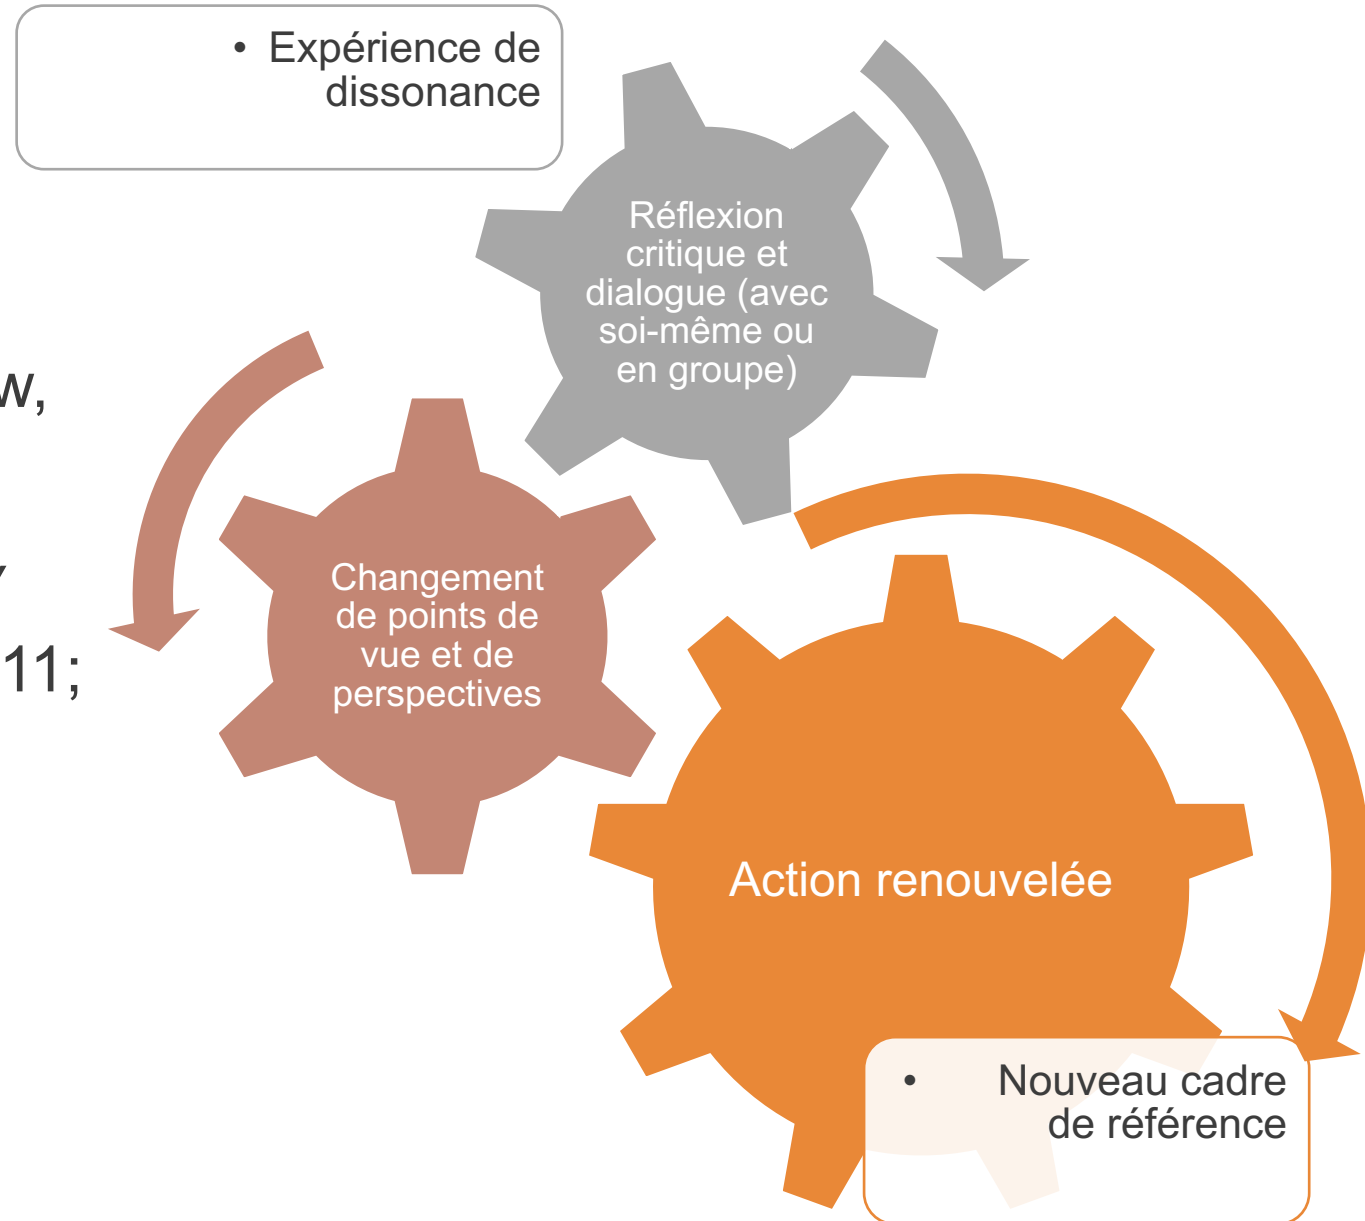 • Expérience de
dissonance
Réflexion
critique et
dialogue (avec
soi-même ou
en groupe)
w,
11;
Changement
de points de
vue et de
perspectives
Action renouvelée
• Nouveau cadre
de référence